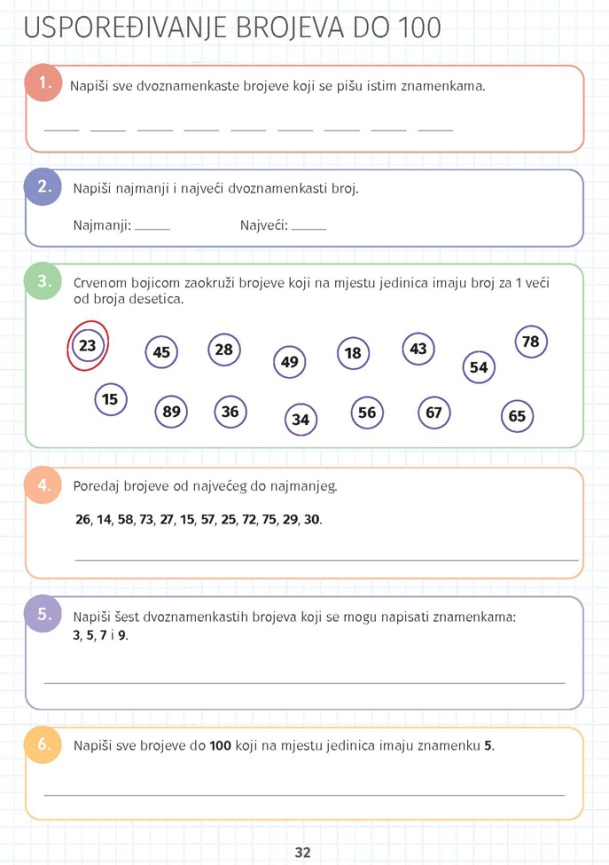 USPOREĐIVANJE BROJEVA DO 100
1. Napiši sve dvoznamenkaste brojeve koji se pišu istim znamenkama.
2. Napiši najmanji i najveći dvoznamenkasti broj.
Najmanji: _____ Najveći: _____
3. Crvenom bojicom zaokruži brojeve koji na mjestu jedinica imaju broj za 1 veći
od broja desetica.
23 45 28 49 18 43 54 78
15 89 36 34 56 67 65
4. Poredaj brojeve od najvećeg do najmanjeg.
26, 14, 58, 73, 27, 15, 57, 25, 72, 75, 29, 30.
5. Napiši šest dvoznamenkastih brojeva koji se mogu napisati znamenkama:
3, 5, 7 i 9.
6. Napiši sve brojeve do 100 koji na mjestu jedinica imaju znamenku 5.
32